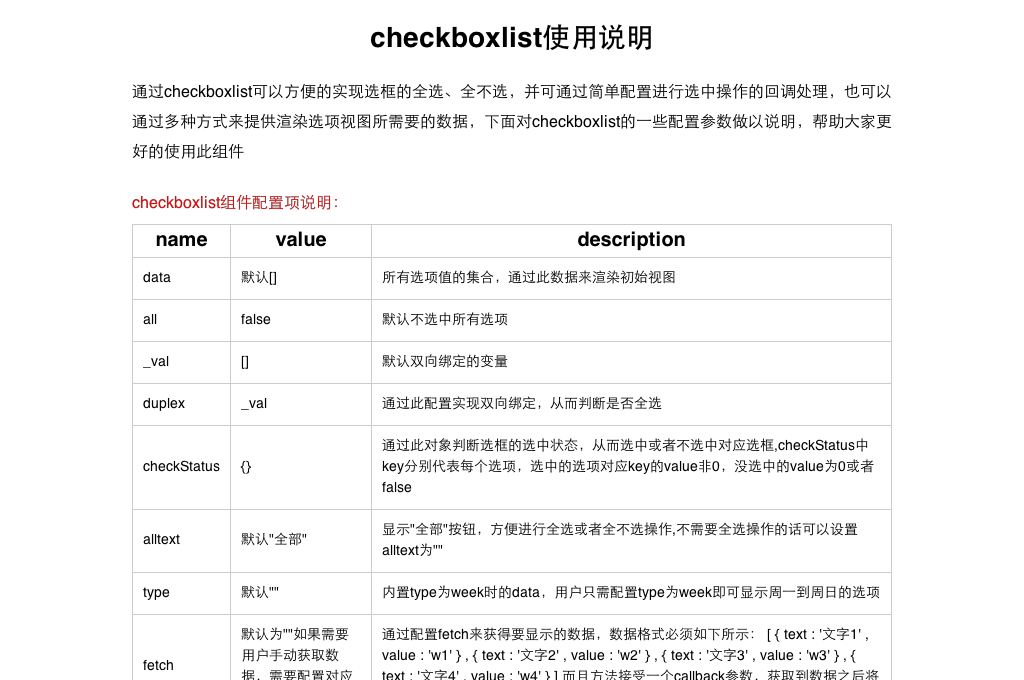 checkboxlist使用说明
通过checkboxlist可以方便的实现选框的全选、全不选，并可通过简单配置进行选中操作的回调处理，也可以
通过多种方式来提供渲染选项视图所需要的数据，下面对checkboxlist的一些配置参数做以说明，帮助大家更
好的使用此组件
checkboxlist组件配置项说明：
name value description
data 默认[] 所有选项值的集合，通过此数据来渲染初始视图
all false 默认不选中所有选项
_val [] 默认双向绑定的变量
duplex _val 通过此配置实现双向绑定，从而判断是否全选
通过此对象判断选框的选中状态，从而选中或者不选中对应选框,checkStatus中
checkStatus {} key分别代表每个选项，选中的选项对应key的value非0，没选中的value为0或者
false
显示"全部"按钮，方便进行全选或者全不选操作,不需要全选操作的话可以设置
alltext 默认"全部"
alltext为""
type 默认"" 内置type为week时的data，用户只需配置type为week即可显示周一到周日的选项
默认为""如果需要 通过配置fetch来获得要显示的数据，数据格式必须如下所示： [ { text : '文字1' ,
用户手动获取数 value : 'w1' } , { text : '文字2' , value : 'w2' } , { text : '文字3' , value : 'w3' } , {
fetch
据，需要配置对应 text : '文字4' , value : 'w4' } ] 而且方法接受一个callback参数，获取到数据之后将